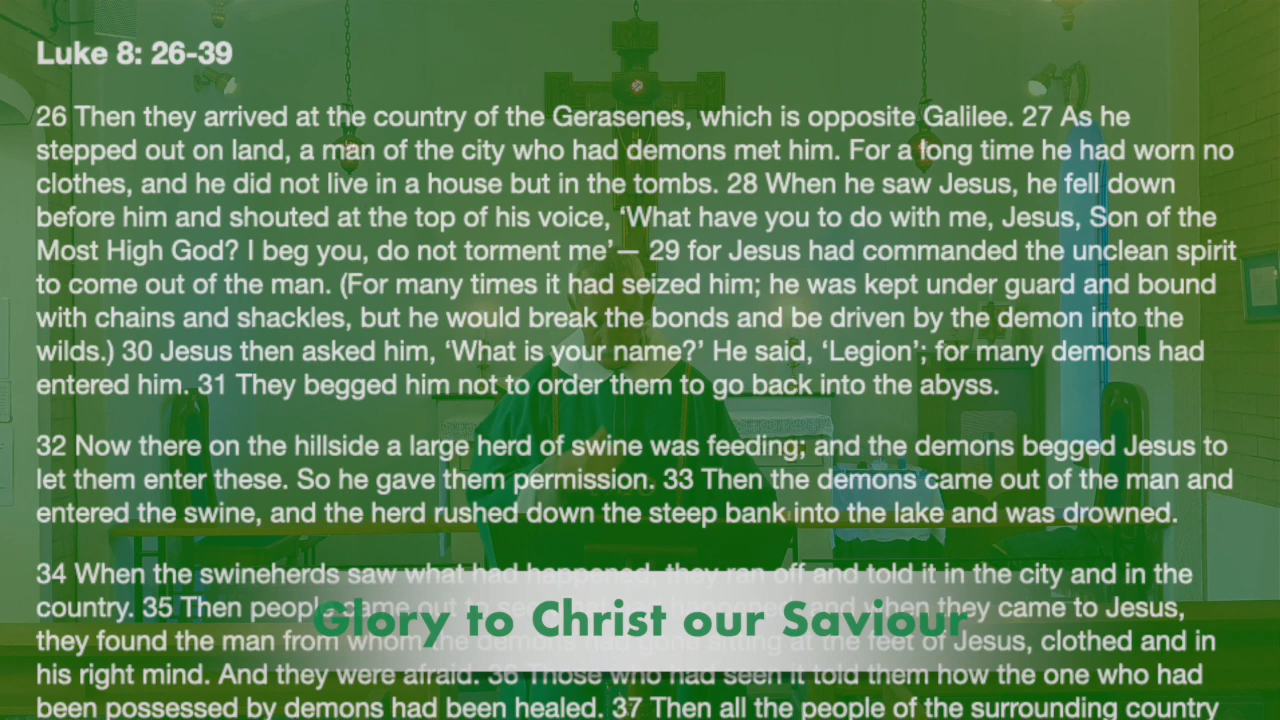 Luke 8: 26-39
26 Then they arrived at the country of the Gerasenes, which is opposite Galilee. 27 As he
stepped out on land, a man of the city who had demons met him. For a long time he had worn no
clothes, and he did not live in a house but in the tombs. 28 When he saw Jesus, he fell down
before him and shouted at the top of his voice, ‘What have you to do with me, Jesus, Son of the
Most High God? I beg you, do not torment me’— 29 for Jesus had commanded the unclean spirit
to come out of the man. (For many times it had seized him; he was kept under guard and bound
with chains and shackles, but he would break the bonds and be driven by the demon into the
wilds.) 30 Jesus then asked him, ‘What is your name?’ He said, ‘Legion’; for many demons had
entered him. 31 They begged him not to order them to go back into the abyss.
32 Now there on the hillside a large herd of swine was feeding; and the demons begged Jesus to
let them enter these. So he gave them permission. 33 Then the demons came out of the man and
entered the swine, and the herd rushed down the steep bank into the lake and was drowned.
34 When the swineherds saw what had happened, they ran off and told it in the city and in the
country. 35 Then people came out to see and when they came to Jesus,
Glory to Christ our Saviour
they found the man from whom the demons had gone sitting at the feet of Jesus, clothed and in
his right mind. And they were afraid. 36 Those who had seen it told them how the one who had
been possessed by demons had been healed. 37 Then all the people of the surrounding country